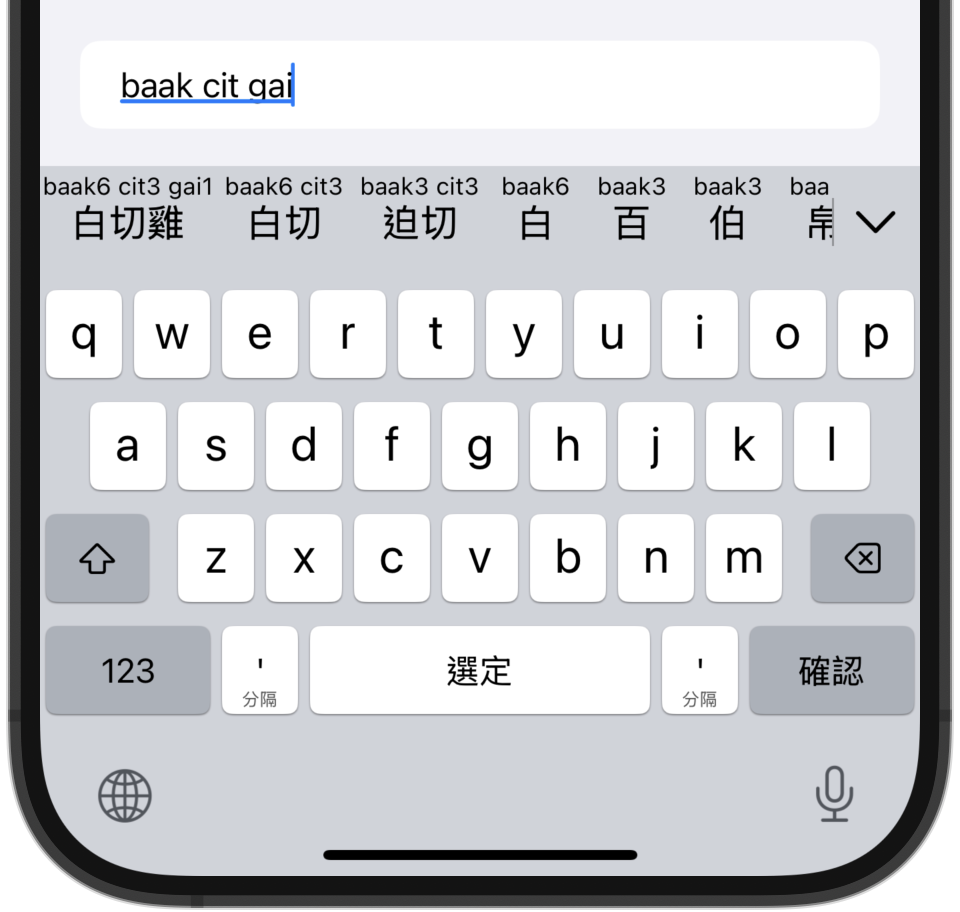 baak cit gai
baak6 cit3 gai1 baak6 cit3 baak3 cit3 baak6 baak3 baak3 baa
白切雞 白切 迫切 白 百 伯 帛
q w e r t y u i o p
a s d f g h j k l
z x c v b n m
123 ' 選定 ' 確認
分隔 分隔